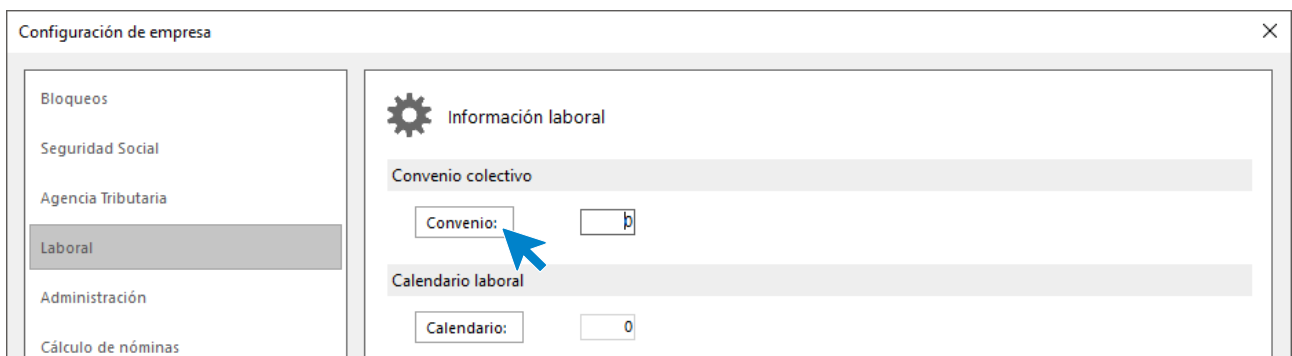 Configuración de empresa
Bloqueos
Seguridad Social
Agencia Tributaria
Laboral
Administración
Cálculo de nóminas
Información laboral
Convenio colectivo
Convenio: 0
Calendario laboral
Calendario: 0